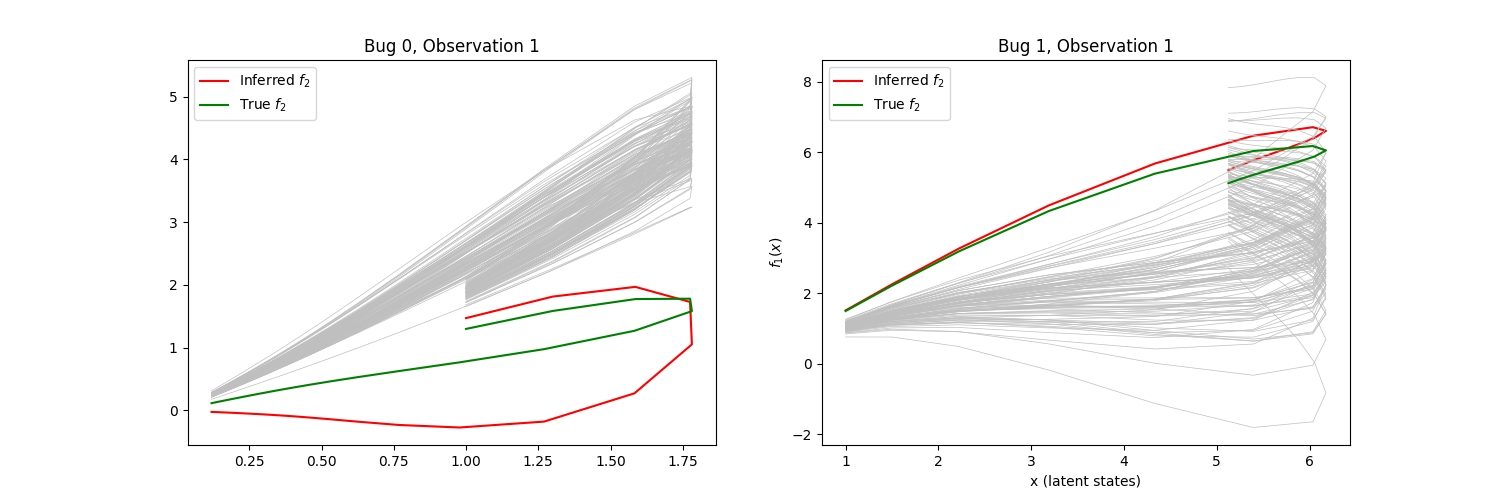 Bug 0, Observation 1
Inferred f₂
True f₂
5
4
3
2
1
0
0.25 0.50 0.75 1.00 1.25 1.50 1.75
Bug 1, Observation 1
Inferred f₂
True f₂
8
6
4
2
0
−2
f₁(x)
1 2 3 4 5 6
x (latent states)